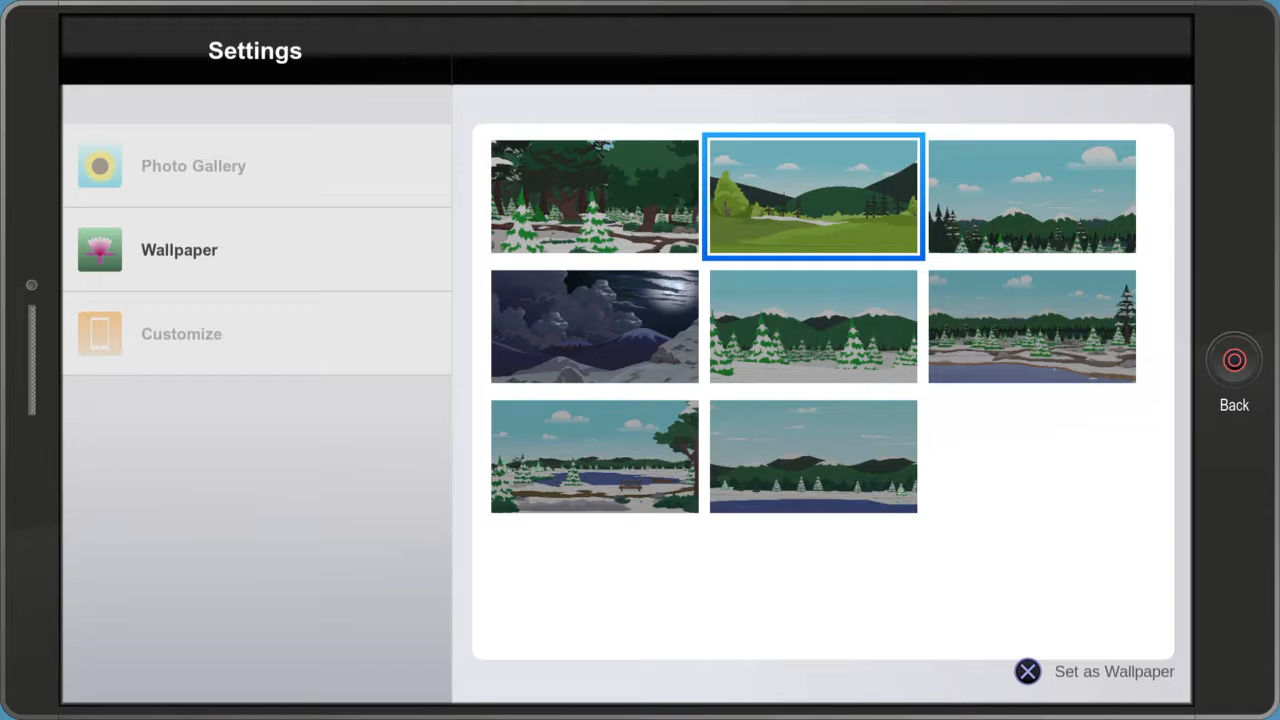 Settings
Photo Gallery
Wallpaper
Customize
Back
Set as Wallpaper